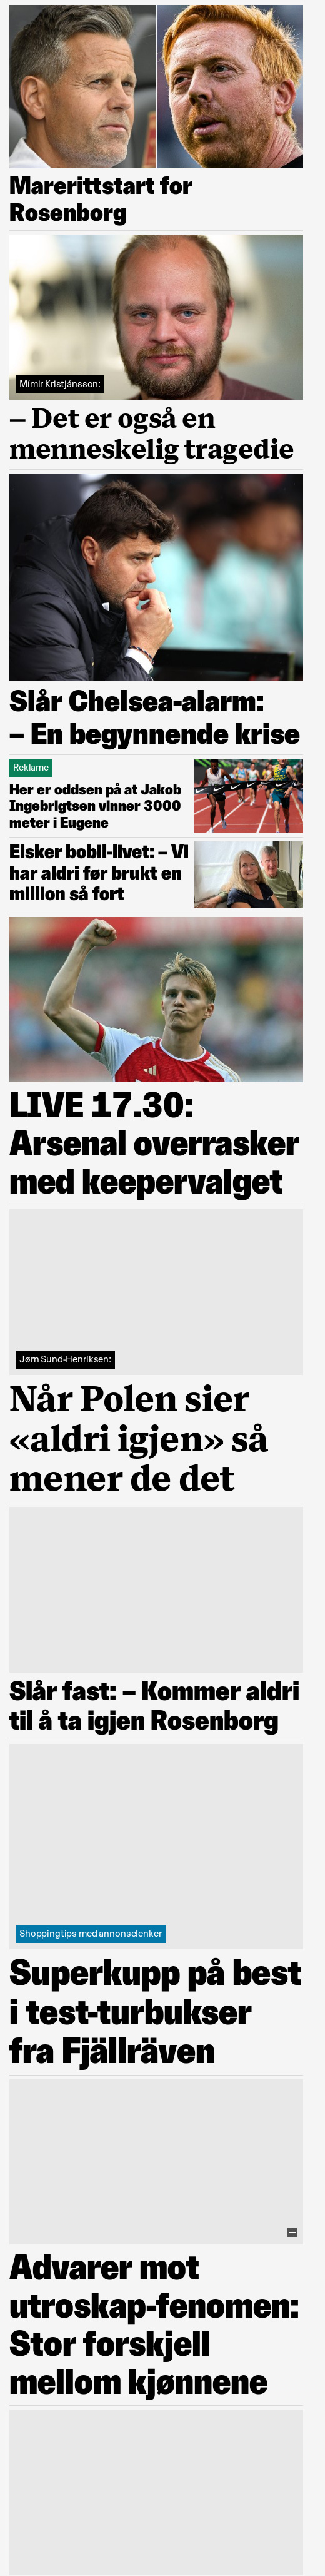 Marerittstart for
Rosenborg
Mímir Kristjánsson:
– Det er også en
menneskelig tragedie
Slår Chelsea-alarm:
– En begynnende krise
Reklame
Her er oddsen på at Jakob
Ingebrigtsen vinner 3000
meter i Eugene
Elsker bobil-livet: – Vi
har aldri før brukt en
million så fort
LIVE 17.30:
Arsenal overrasker
med keepervalget
Jørn Sund-Henriksen:
Når Polen sier
«aldri igjen» så
mener de det
Slår fast: – Kommer aldri
til å ta igjen Rosenborg
Shoppingtips med annonselenker
Superkupp på best
i test-turbukser
fra Fjällräven
Advarer mot
utroskap-fenomen:
Stor forskjell
mellom kjønnene